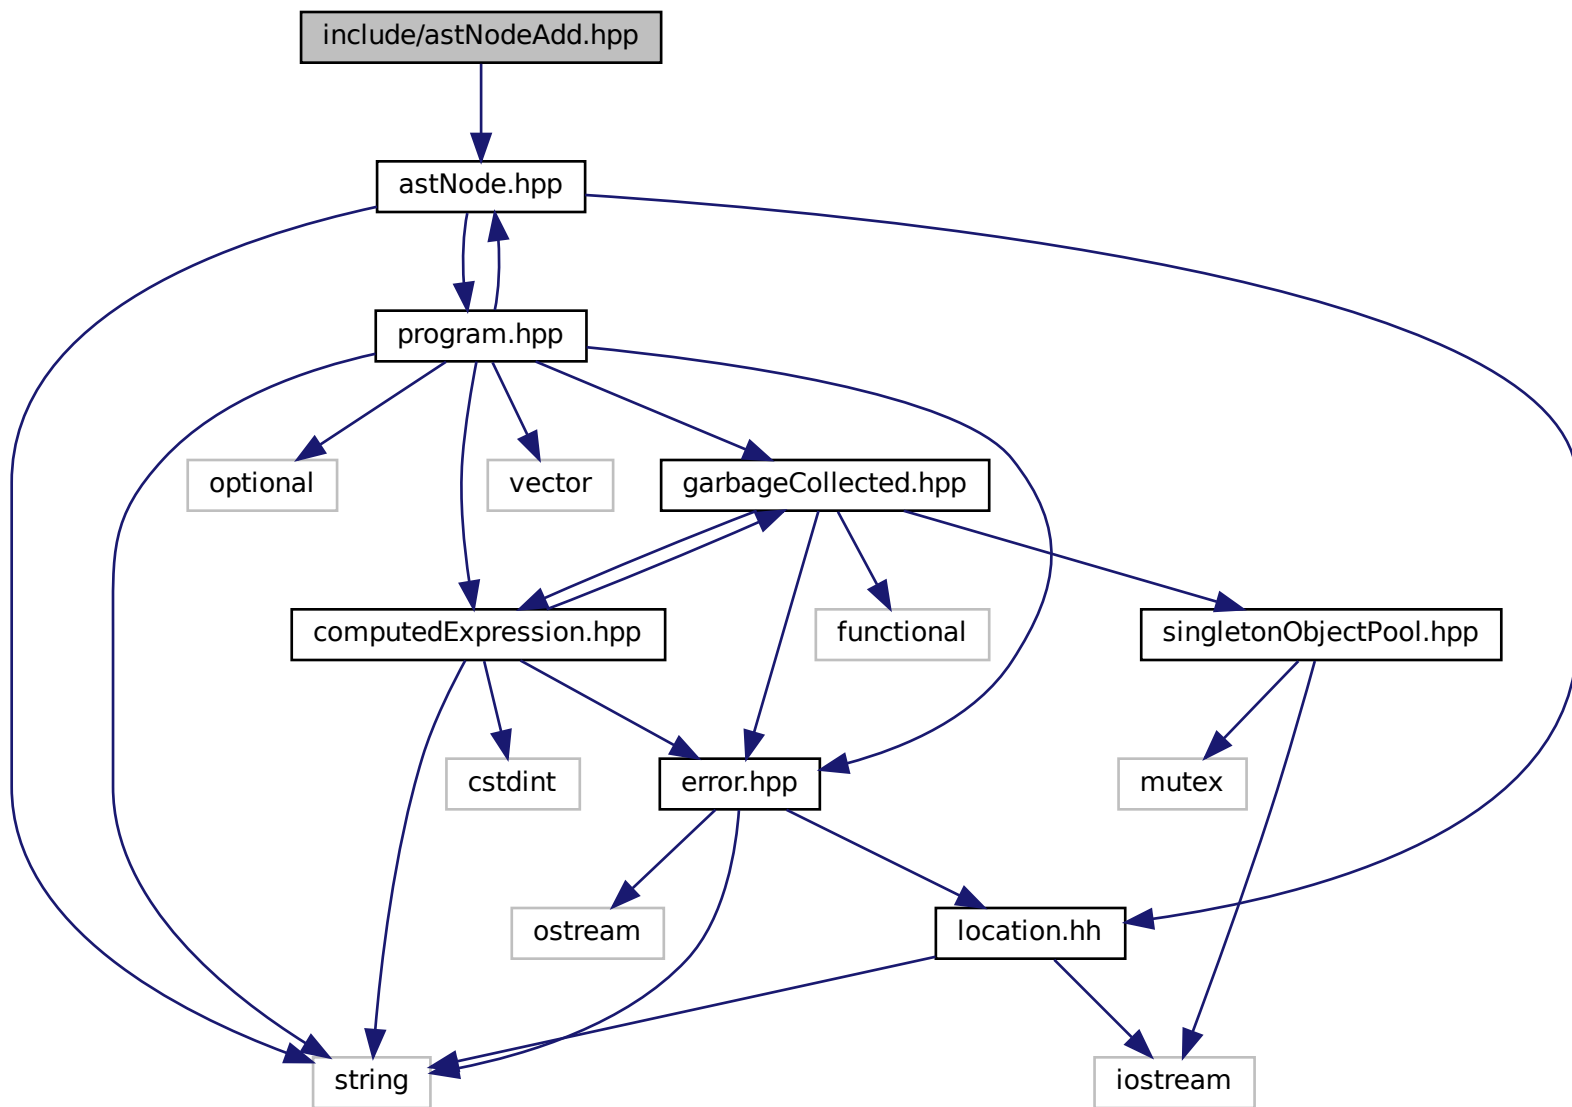 include/astNodeAdd.hpp
astNode.hpp
program.hpp
optional
vector
garbageCollected.hpp
computedExpression.hpp
functional
singletonObjectPool.hpp
cstdint
error.hpp
mutex
ostream
location.hh
string
iostream